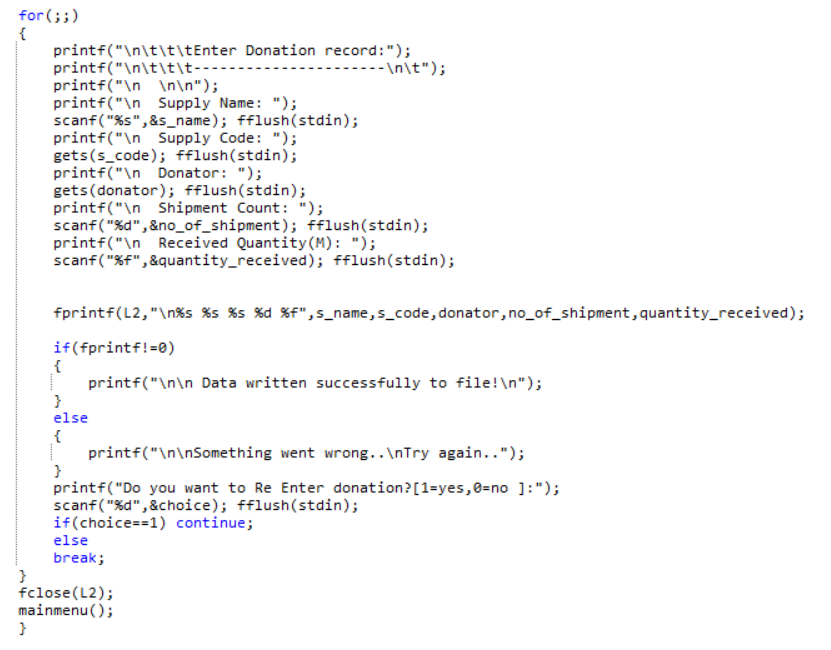 for(;;)
{
printf("\n\t\t\tEnter Donation record:");
printf("\n\t\t\t----------------------\n\t");
printf("\n  \n\n");
printf("\n  Supply Name: ");
scanf("%s",&s_name); fflush(stdin);
printf("\n  Supply Code: ");
gets(s_code); fflush(stdin);
printf("\n  Donator: ");
gets(donator); fflush(stdin);
printf("\n  Shipment Count: ");
scanf("%d",&no_of_shipment); fflush(stdin);
printf("\n  Received Quantity(M): ");
scanf("%f",&quantity_received); fflush(stdin);
fprintf(L2,"\n%s %s %s %d %f",s_name,s_code,donator,no_of_shipment,quantity_received);
if(fprintf!=0)
{
printf("\n\n Data written successfully to file!\n");
}
else
{
printf("\n\nSomething went wrong..\nTry again..");
}
printf("Do you want to Re Enter donation?[1=yes,0=no ]:");
scanf("%d",&choice); fflush(stdin);
if(choice==1) continue;
else
break;
}
fclose(L2);
mainmenu();
}